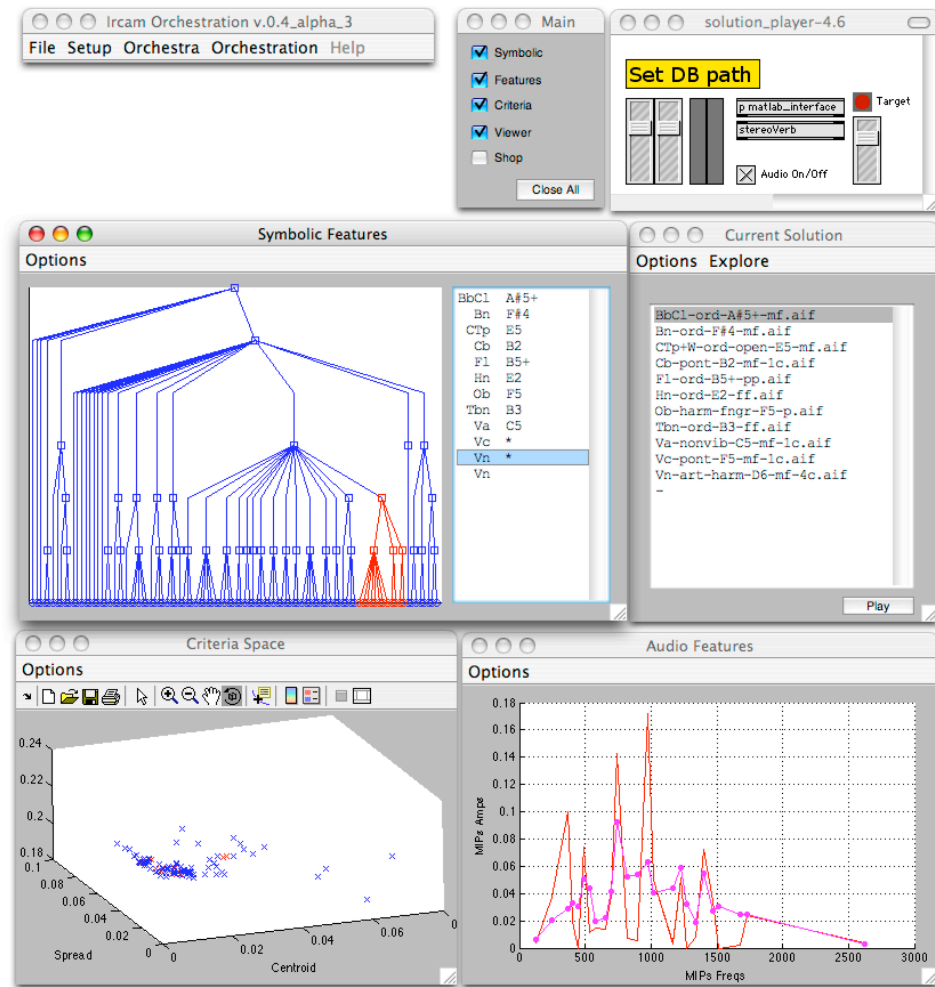 Ircam Orchestration v.0.4_alpha_3
File Setup Orchestra Orchestration Help
Main
Symbolic
Features
Criteria
Viewer
Shop
Close All
solution_player-4.6
Set DB path
p matlab_interface
stereoVerb
Target
Audio On/Off
Symbolic Features
Options
BbCl A#5+
Bn F#4
CTp E5
Cb B2
Fl B5+
Hn E2
Ob F5
Tbn B3
Va C5
Vc *
Vn *
Vn
Current Solution
Options Explore
BbCl-ord-A#5+-mf.aif
Bn-ord-F#4-mf.aif
CTp+W-ord-open-E5-mf.aif
Cb-pont-B2-mf-1c.aif
Fl-ord-B5+-pp.aif
Hn-ord-E2-ff.aif
Ob-harm-fngr-F5-p.aif
Tbn-ord-B3-ff.aif
Va-nonvib-C5-mf-1c.aif
Vc-pont-F5-mf-1c.aif
Vn-art-harm-D6-mf-4c.aif
-
Play
Criteria Space
Options
0.24
0.22
0.2
0.18
0.1
0.08
0.06
0.04
0.02
0
Spread
0
0.02
0.04
0.06
0
Centroid
Audio Features
Options
0.18
0.16
0.14
0.12
0.1
0.08
0.06
0.04
0.02
0
MIPs Amps
0 500 1000 1500 2000 2500 3000
MIPs Freqs